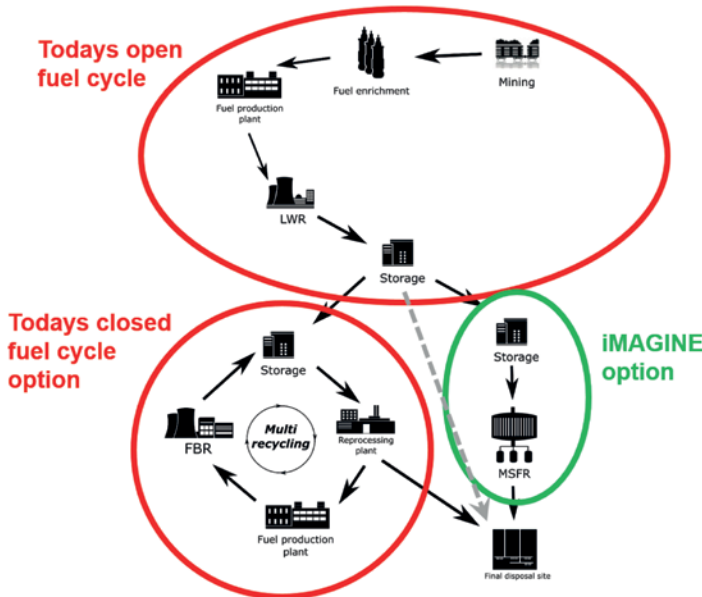 Todays open
fuel cycle
Mining
Fuel enrichment
Fuel production
plant
LWR
Storage
Todays closed
fuel cycle
option
Storage
Multi
recycling
FBR
Reprocessing
plant
Fuel production
plant
iMAGINE
option
Storage
MSFR
Final disposal site